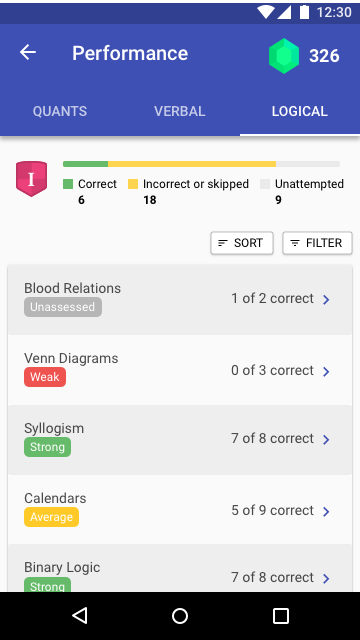 12:30
Performance
326
QUANTS VERBAL LOGICAL
I
Correct Incorrect or skipped Unattempted
6 18 9
SORT FILTER
Blood Relations
Unassessed
1 of 2 correct
Venn Diagrams
Weak
0 of 3 correct
Syllogism
Strong
7 of 8 correct
Calendars
Average
5 of 9 correct
Binary Logic
Strong
7 of 8 correct